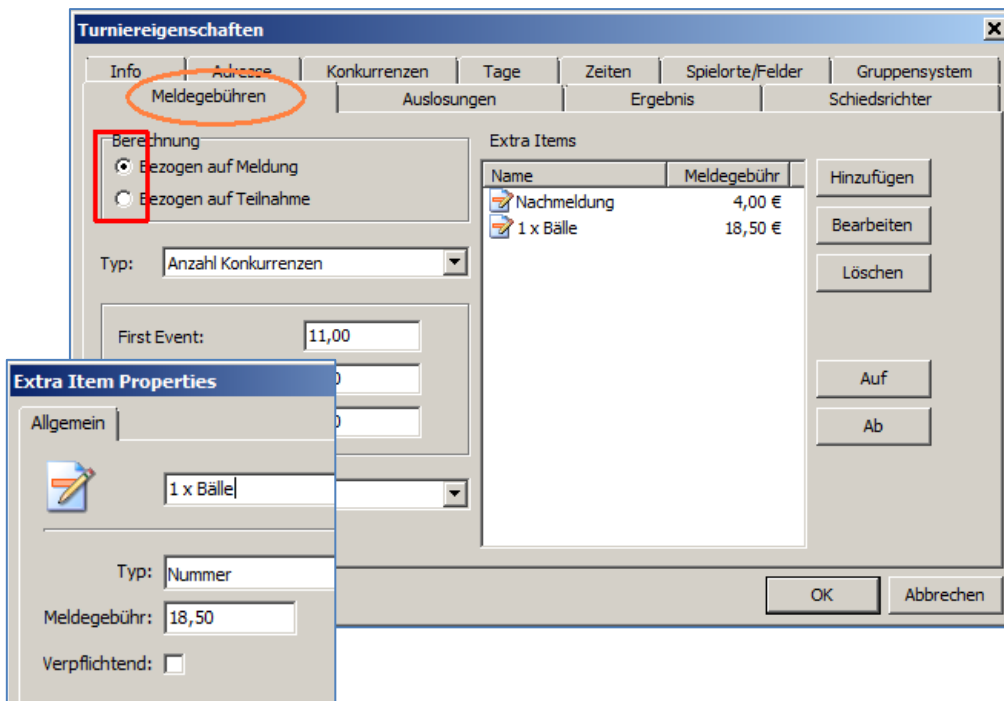 Turniereigenschaften
Info Adresse Konkurrenzen Tage Zeiten Spielorte/Felder Gruppensystem
Meldegebühren Auslosungen Ergebnis Schiedsrichter
Berechnung
Bezogen auf Meldung
Bezogen auf Teilnahme
Typ: Anzahl Konkurrenzen
First Event: 11,00
Extra Items
Name Meldegebühr
Nachmeldung 4,00 €
1 x Bälle 18,50 €
Hinzufügen
Bearbeiten
Löschen
Auf
Ab
OK Abbrechen
Extra Item Properties
Allgemein
1 x Bälle
Typ: Nummer
Meldegebühr: 18,50
Verpflichtend: